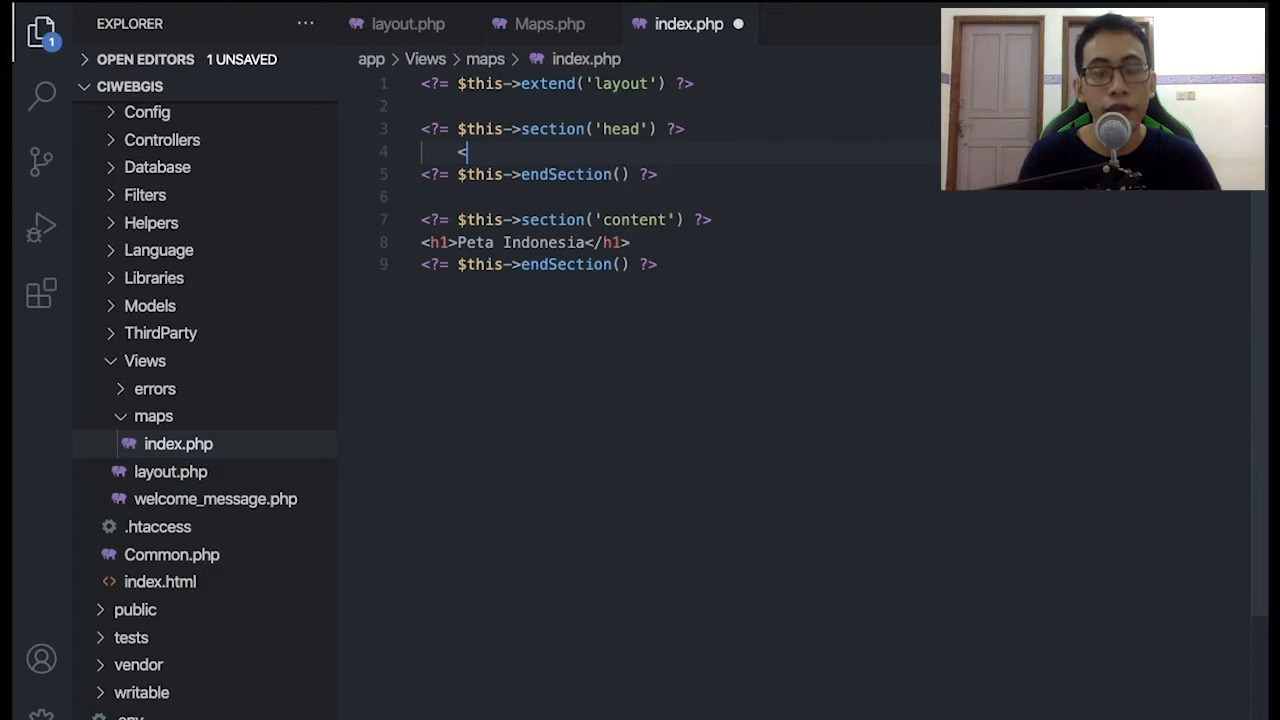 EXPLORER
layout.php
Maps.php
index.php
1
OPEN EDITORS 1 UNSAVED
app Views maps index.php
CIWEBGIS
Config
Controllers
Database
Filters
Helpers
Language
Libraries
Models
ThirdParty
Views
errors
maps
index.php
layout.php
welcome_message.php
.htaccess
Common.php
index.html
public
tests
vendor
writable
1 <?= $this->extend('layout') ?>
2
3 <?= $this->section('head') ?>
4 <
5 <?= $this->endSection() ?>
6
7 <?= $this->section('content') ?>
8 <h1>Peta Indonesia</h1>
9 <?= $this->endSection() ?>